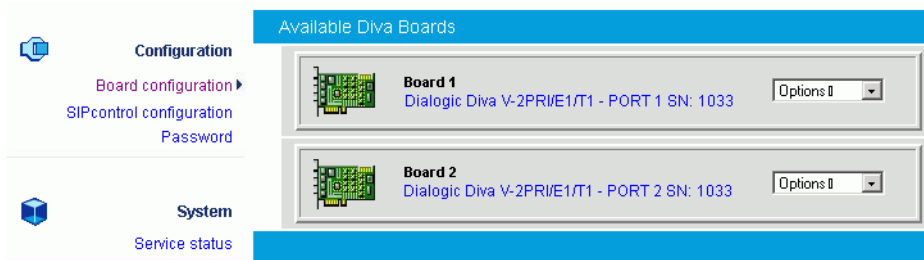 Configuration
Board configuration
SIPcontrol configuration
Password
System
Service status
Available Diva Boards
Board 1
Dialogic Diva V-2PRI/E1/T1 - PORT 1 SN: 1033
Options
Board 2
Dialogic Diva V-2PRI/E1/T1 - PORT 2 SN: 1033
Options